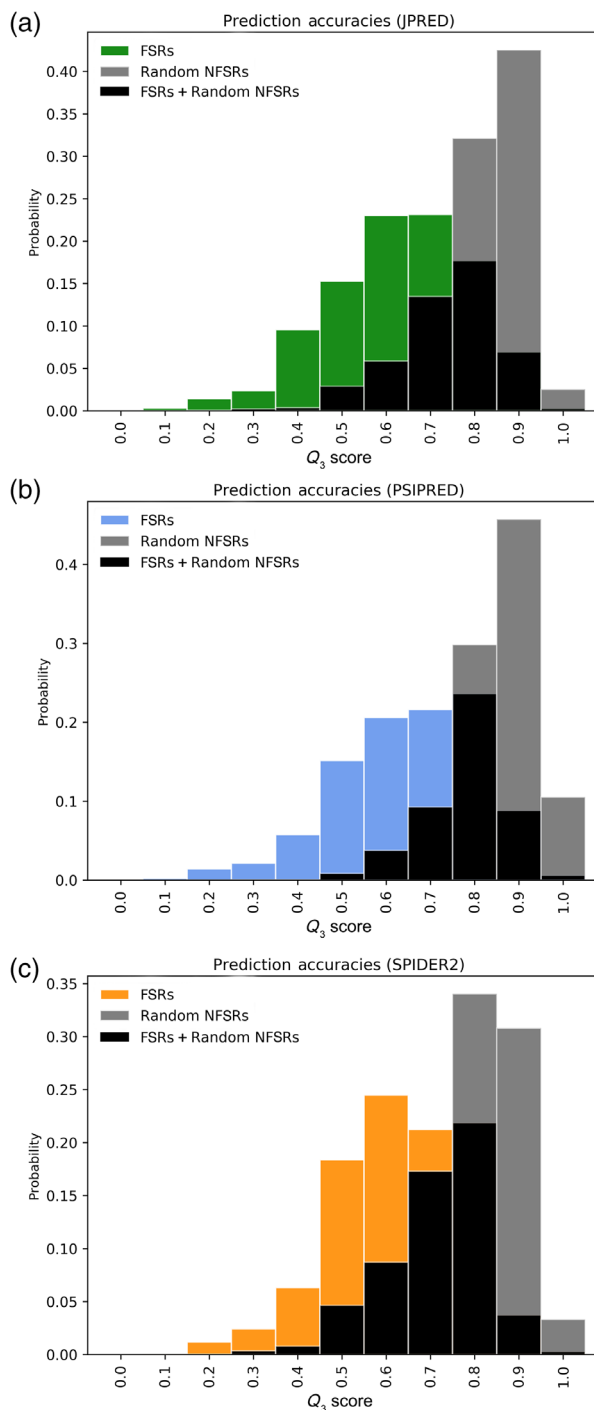 (a)
Prediction accuracies (JPRED)
FSRs
Random NFSRs
FSRs + Random NFSRs
0.40
0.35
0.30
0.25
0.20
0.15
0.10
0.05
0.00
Probability
0.0 0.1 0.2 0.3 0.4 0.5 0.6 0.7 0.8 0.9 1.0
Q3 score
(b)
Prediction accuracies (PSIPRED)
FSRs
Random NFSRs
FSRs + Random NFSRs
0.4
0.3
0.2
0.1
0.0
Probability
0.0 0.1 0.2 0.3 0.4 0.5 0.6 0.7 0.8 0.9 1.0
Q3 score
(c)
Prediction accuracies (SPIDER2)
FSRs
Random NFSRs
FSRs + Random NFSRs
0.35
0.30
0.25
0.20
0.15
0.10
0.05
0.00
Probability
0.0 0.1 0.2 0.3 0.4 0.5 0.6 0.7 0.8 0.9 1.0
Q3 score